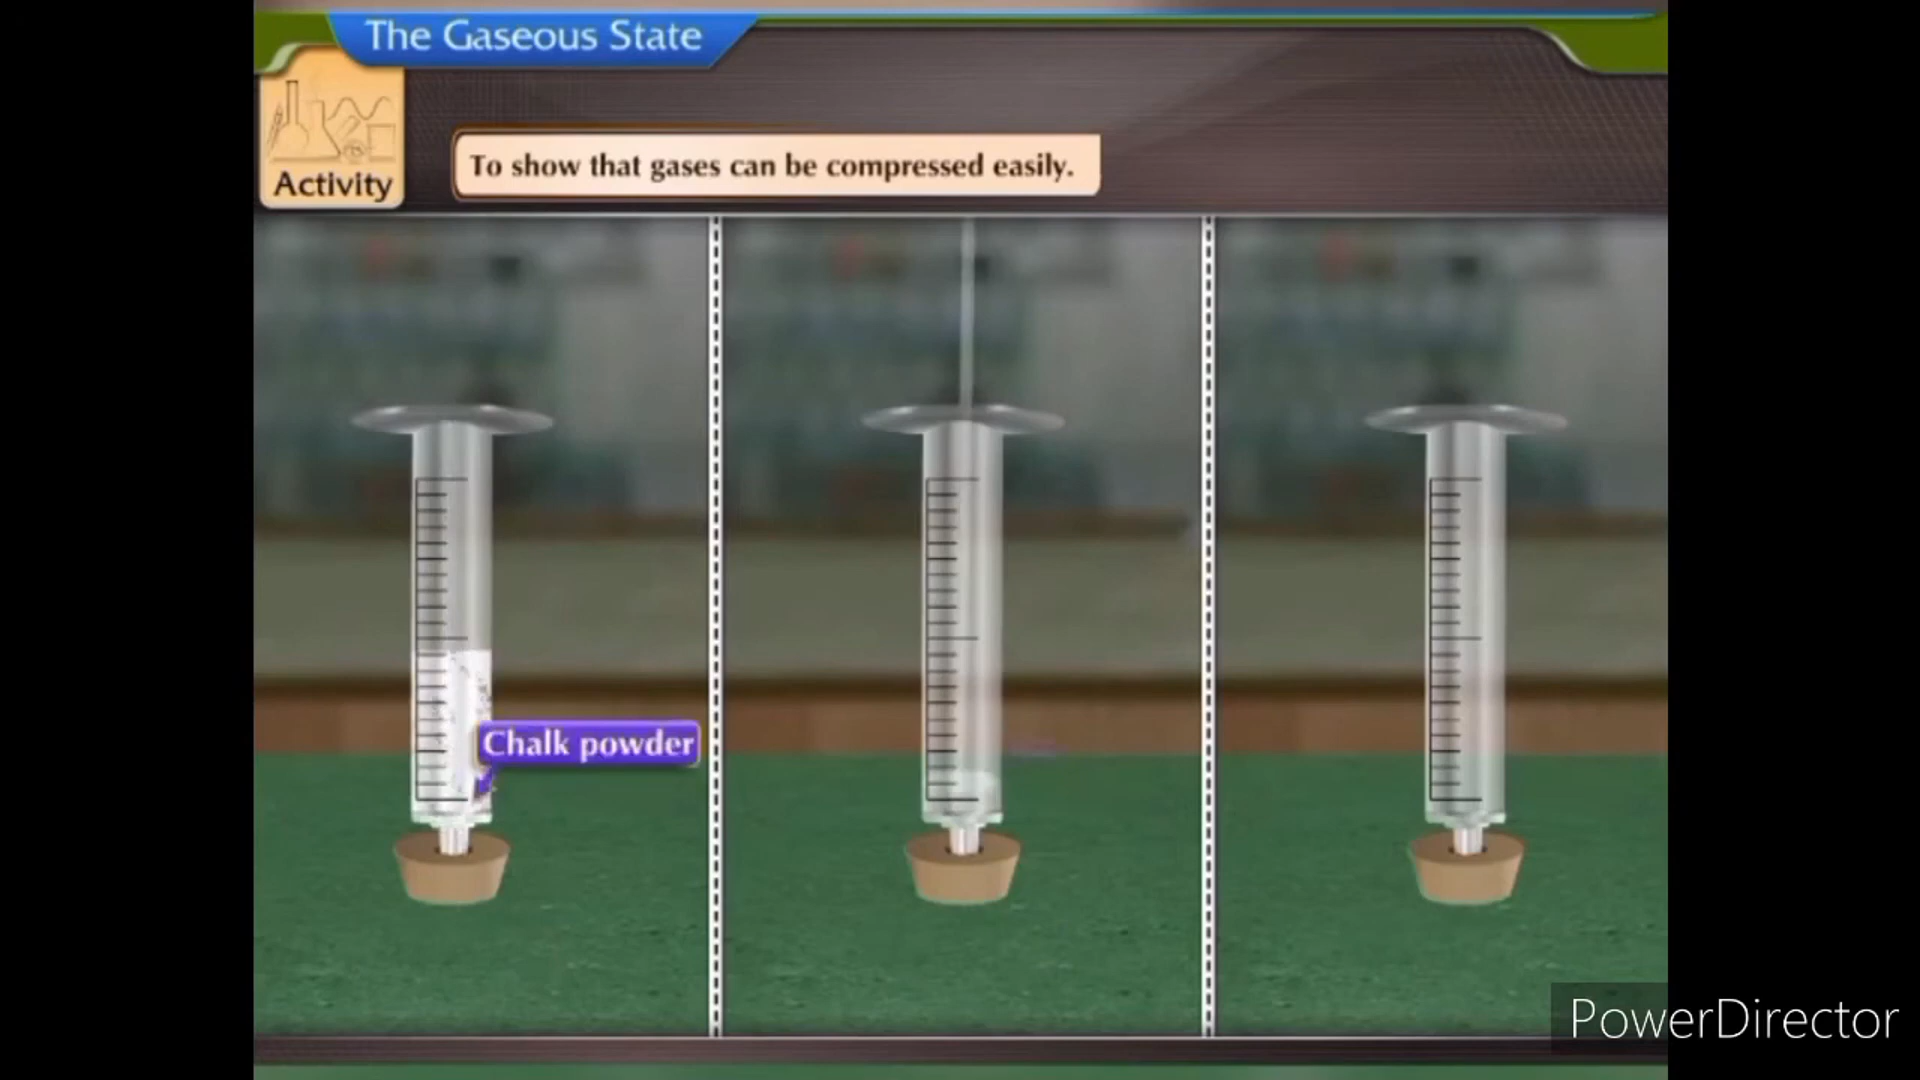 The Gaseous State
Activity
To show that gases can be compressed easily.
Chalk powder
PowerDirector